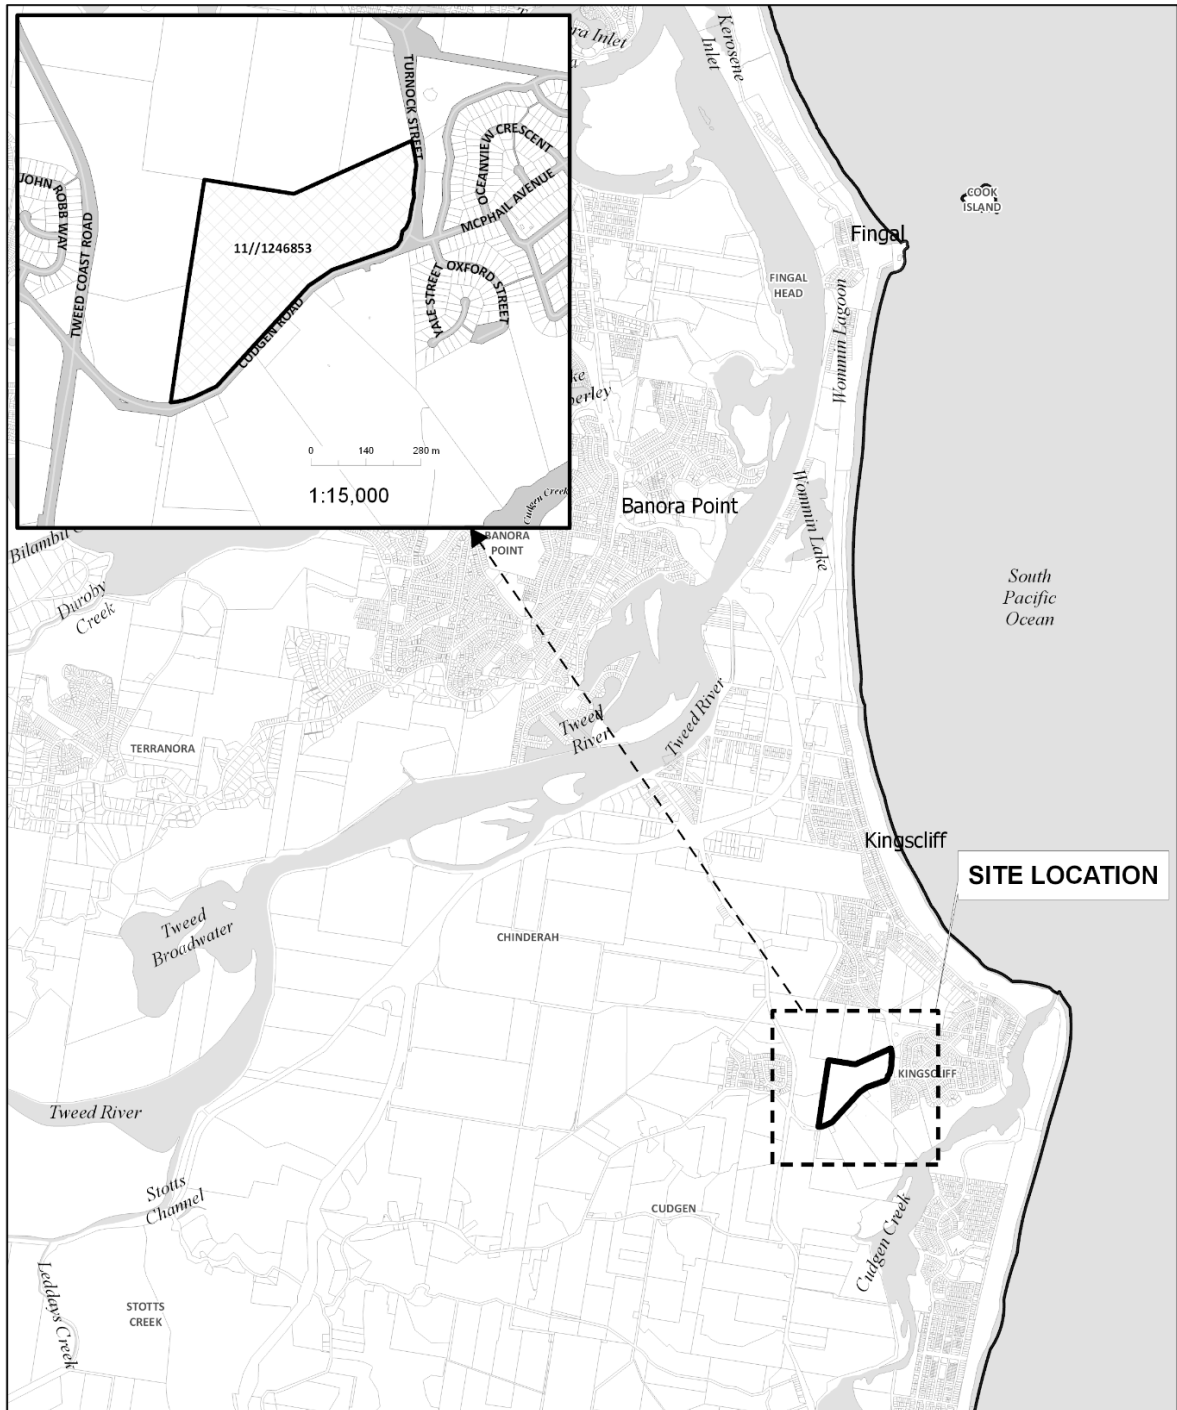 Inlet
Kerosene
Inlet
TURNOCK STREET
OCEANVIEW CRESCENT
MCPHAIL AVENUE
JOHN ROBB WAY
TWEED COAST ROAD
11//1246853
OXFORD STREET
YALE STREET
CUDGEN ROAD
0 140 280 m
1:15,000
Cudgen Creek
COOK
ISLAND
Fingal
FINGAL
HEAD
Wommin Lagoon
Banora Point
Wommin Lake
BANORA
POINT
Bilambil
Duroby
Creek
South
Pacific
Ocean
Tweed
River
Tweed River
TERRANORA
Kingscliff
SITE LOCATION
Tweed
Broadwater
CHINDERAH
KINGSCLIFF
Tweed River
Stotts
Channel
CUDGEN
Cudgen Creek
Leddays Creek
STOTTS
CREEK